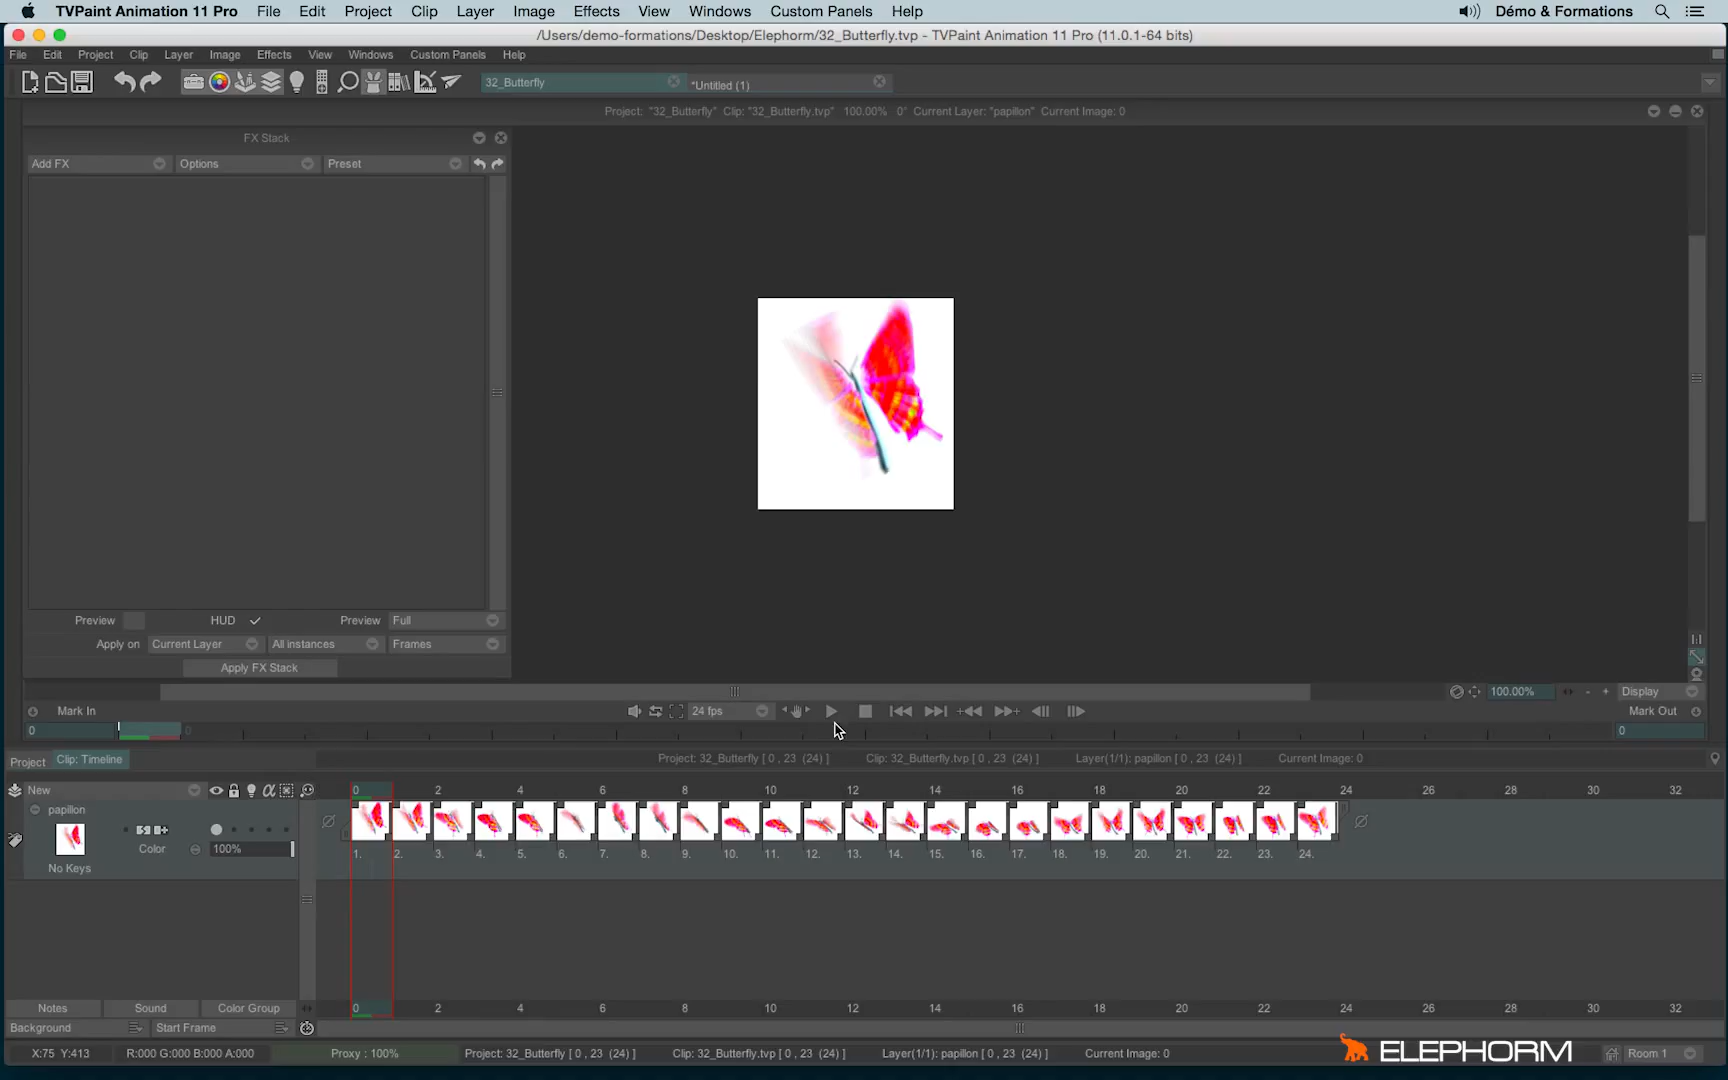 TVPaint Animation 11 Pro File Edit Project Clip Layer Image Effects View Windows Custom Panels Help Démo & Formations
/Users/demo-formations/Desktop/Elephorm/32_Butterfly.tvp - TVPaint Animation 11 Pro (11.0.1-64 bits)
File Edit Project Clip Layer Image Effects View Windows Custom Panels Help
32_Butterfly *Untitled (1)
Project: "32_Butterfly" Clip: "32_Butterfly.tvp" 100.00% 0° Current Layer: "papillon" Current Image: 0
FX Stack
Add FX Options Preset
Preview HUD Preview Full
Apply on Current Layer All instances Frames
Apply FX Stack
100.00% - + Display
Mark In 24 fps Mark Out
0 0 0
Project Clip: Timeline Project: 32_Butterfly [ 0 , 23 (24) ] Clip: 32_Butterfly.tvp [ 0 , 23 (24) ] Layer(1/1): papillon [ 0 , 23 (24) ] Current Image: 0
New 0 2 4 6 8 10 12 14 16 18 20 22 24 26 28 30 32
papillon
Color 100% 1. 2. 3. 4. 5. 6. 7. 8. 9. 10. 11. 12. 13. 14. 15. 16. 17. 18. 19. 20. 21. 22. 23. 24.
No Keys
Notes Sound Color Group 0 2 4 6 8 10 12 14 16 18 20 22 24 26 28 30 32
Background Start Frame
X:75 Y:413 R:000 G:000 B:000 A:000 Proxy : 100% Project: 32_Butterfly [ 0 , 23 (24) ] Clip: 32_Butterfly.tvp [ 0 , 23 (24) ] Layer(1/1): papillon [ 0 , 23 (24) ] Current Image: 0 ELEPHORM Room 1